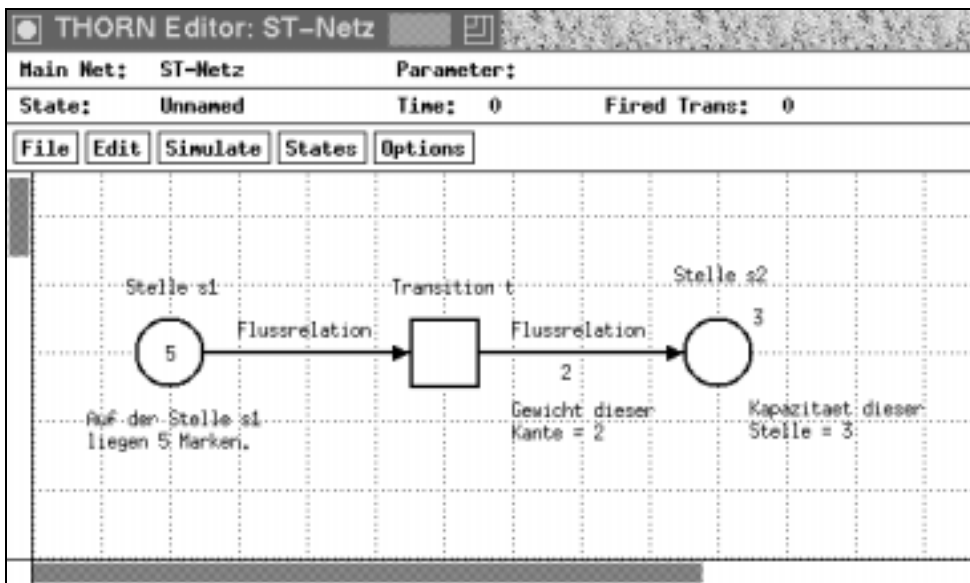 THORN Editor: ST-Netz
Main Net: ST-Netz Parameter:
State: Unnamed Time: 0 Fired Trans: 0
File Edit Simulate States Options
Stelle s1 Transition t Stelle s2
3
Flussrelation Flussrelation
5
2
Auf der Stelle s1
liegen 5 Marken.
Gewicht dieser
Kante = 2
Kapazitaet dieser
Stelle = 3